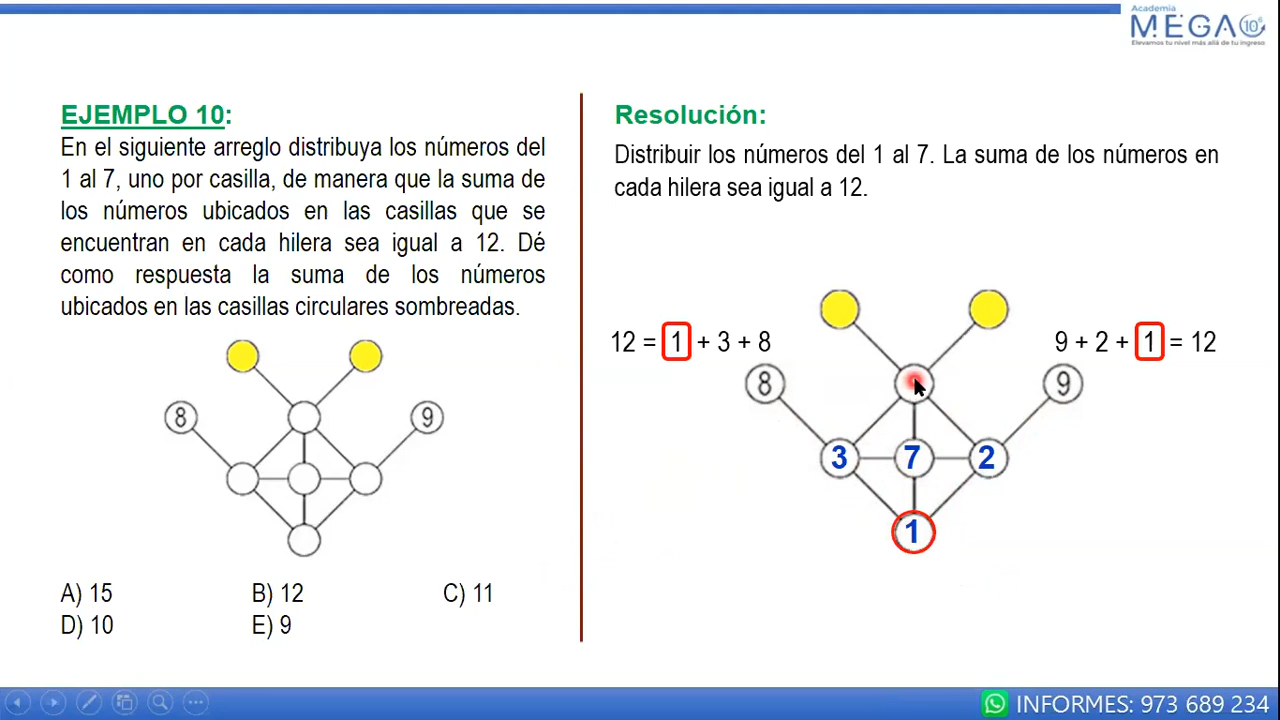 Academia
MEGA 10⁶
Elevamos tu nivel más allá de tu ingreso
EJEMPLO 10:
En el siguiente arreglo distribuya los números del
1 al 7, uno por casilla, de manera que la suma de
los números ubicados en las casillas que se
encuentran en cada hilera sea igual a 12. Dé
como respuesta la suma de los números
ubicados en las casillas circulares sombreadas.
8
9
A) 15 B) 12 C) 11
D) 10 E) 9
Resolución:
Distribuir los números del 1 al 7. La suma de los números en
cada hilera sea igual a 12.
12 = 1 + 3 + 8
9 + 2 + 1 = 12
8
9
3 7 2
1
INFORMES: 973 689 234